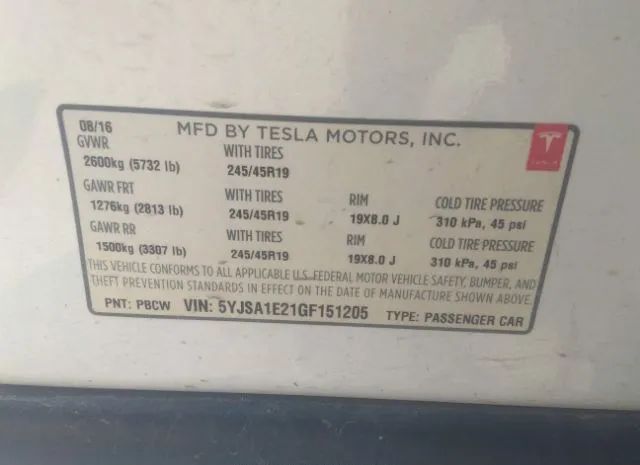 08/16 MFD BY TESLA MOTORS, INC.
GVWR WITH TIRES
2600kg (5732 lb) 245/45R19
TESLA
GAWR FRT WITH TIRES RIM COLD TIRE PRESSURE
1276kg (2813 lb) 245/45R19 19X8.0 J 310 kPa, 45 psi
GAWR RR WITH TIRES RIM COLD TIRE PRESSURE
1500kg (3307 lb) 245/45R19 19X8.0 J 310 kPa, 45 psi
THIS VEHICLE CONFORMS TO ALL APPLICABLE U.S. FEDERAL MOTOR VEHICLE SAFETY, BUMPER, AND
THEFT PREVENTION STANDARDS IN EFFECT ON THE DATE OF MANUFACTURE SHOWN ABOVE.
PNT: PBCW VIN: 5YJSA1E21GF151205 TYPE: PASSENGER CAR